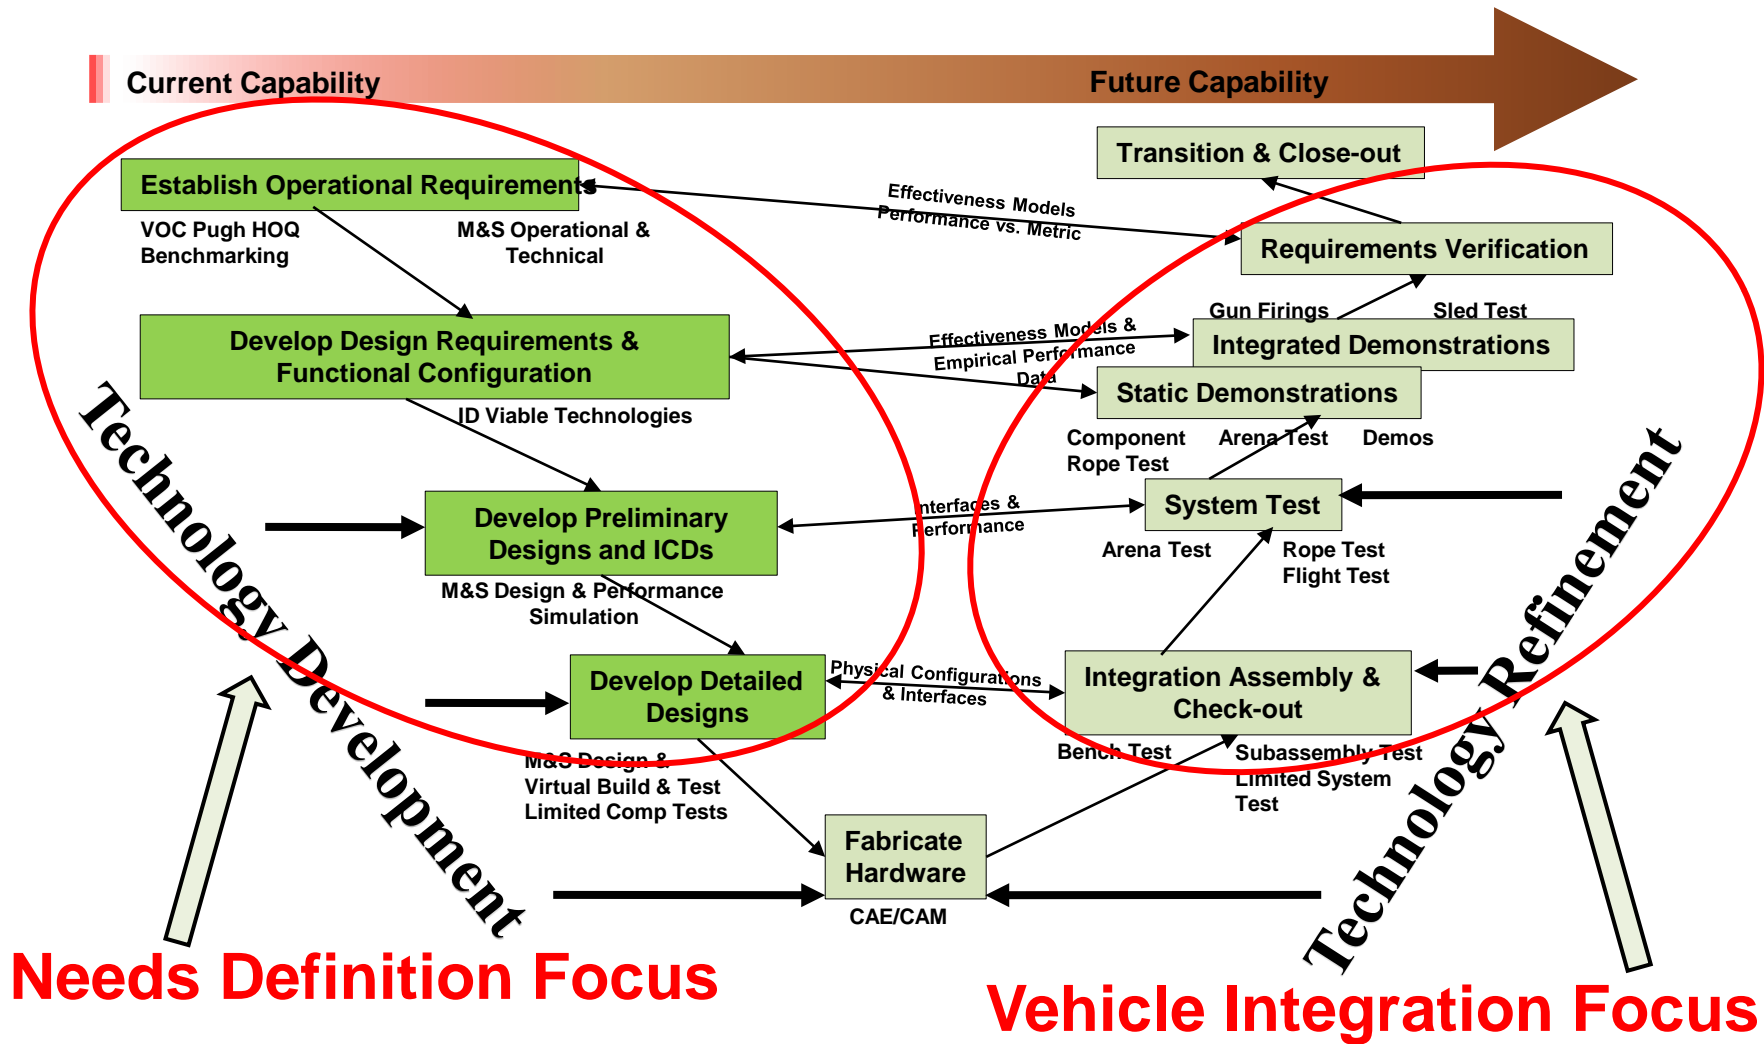 Current Capability
Future Capability
Transition & Close-out
Establish Operational Requirements
VOC Pugh HOQ
Benchmarking
M&S Operational &
Technical
Effectiveness Models
Performance vs. Metric
Requirements Verification
Gun Firings
Sled Test
Develop Design Requirements &
Functional Configuration
Effectiveness Models &
Empirical Performance
Data
Integrated Demonstrations
Static Demonstrations
ID Viable Technologies
Component
Rope Test
Arena Test
Demos
Develop Preliminary
Designs and ICDs
Interfaces &
Performance
System Test
Arena Test
Rope Test
Flight Test
M&S Design & Performance
Simulation
Develop Detailed
Designs
Physical Configurations
& Interfaces
Integration Assembly &
Check-out
M&S Design &
Virtual Build & Test
Limited Comp Tests
Bench Test
Subassembly Test
Limited System
Test
Fabricate
Hardware
CAE/CAM
Technology Development
Technology Refinement
Needs Definition Focus
Vehicle Integration Focus